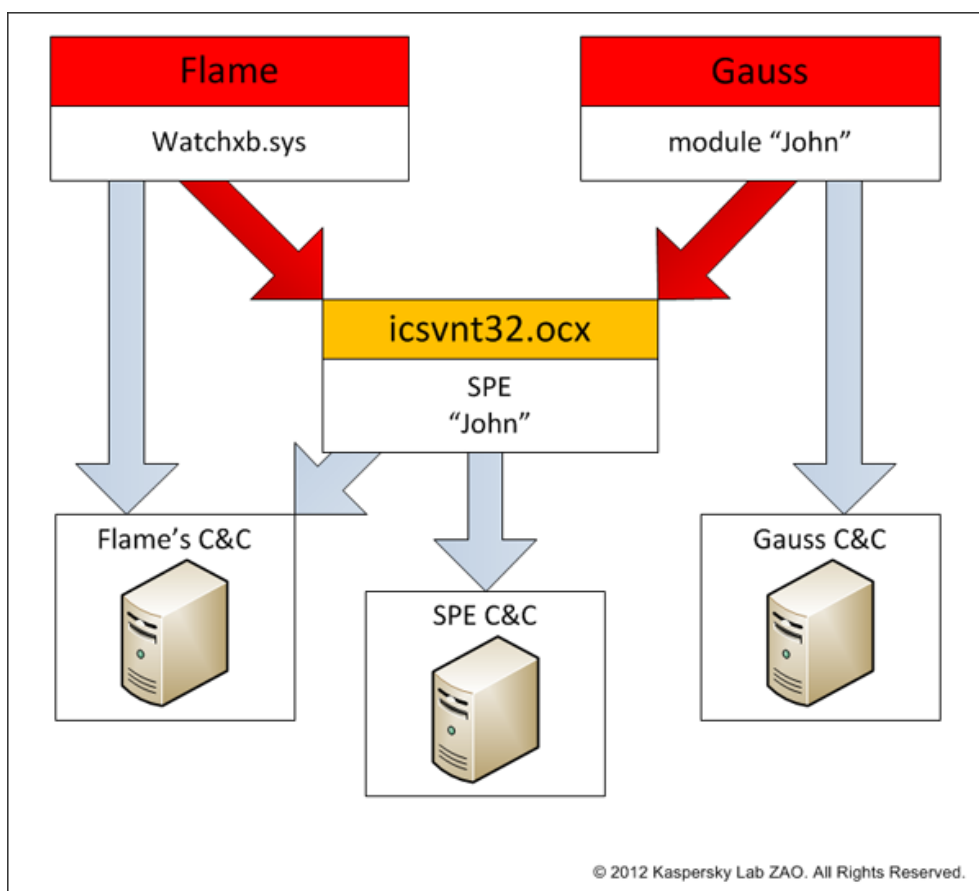 Flame
Watchxb.sys
Gauss
module “John”
icsvnt32.ocx
SPE
“John”
Flame’s C&C
SPE C&C
Gauss C&C
© 2012 Kaspersky Lab ZAO. All Rights Reserved.